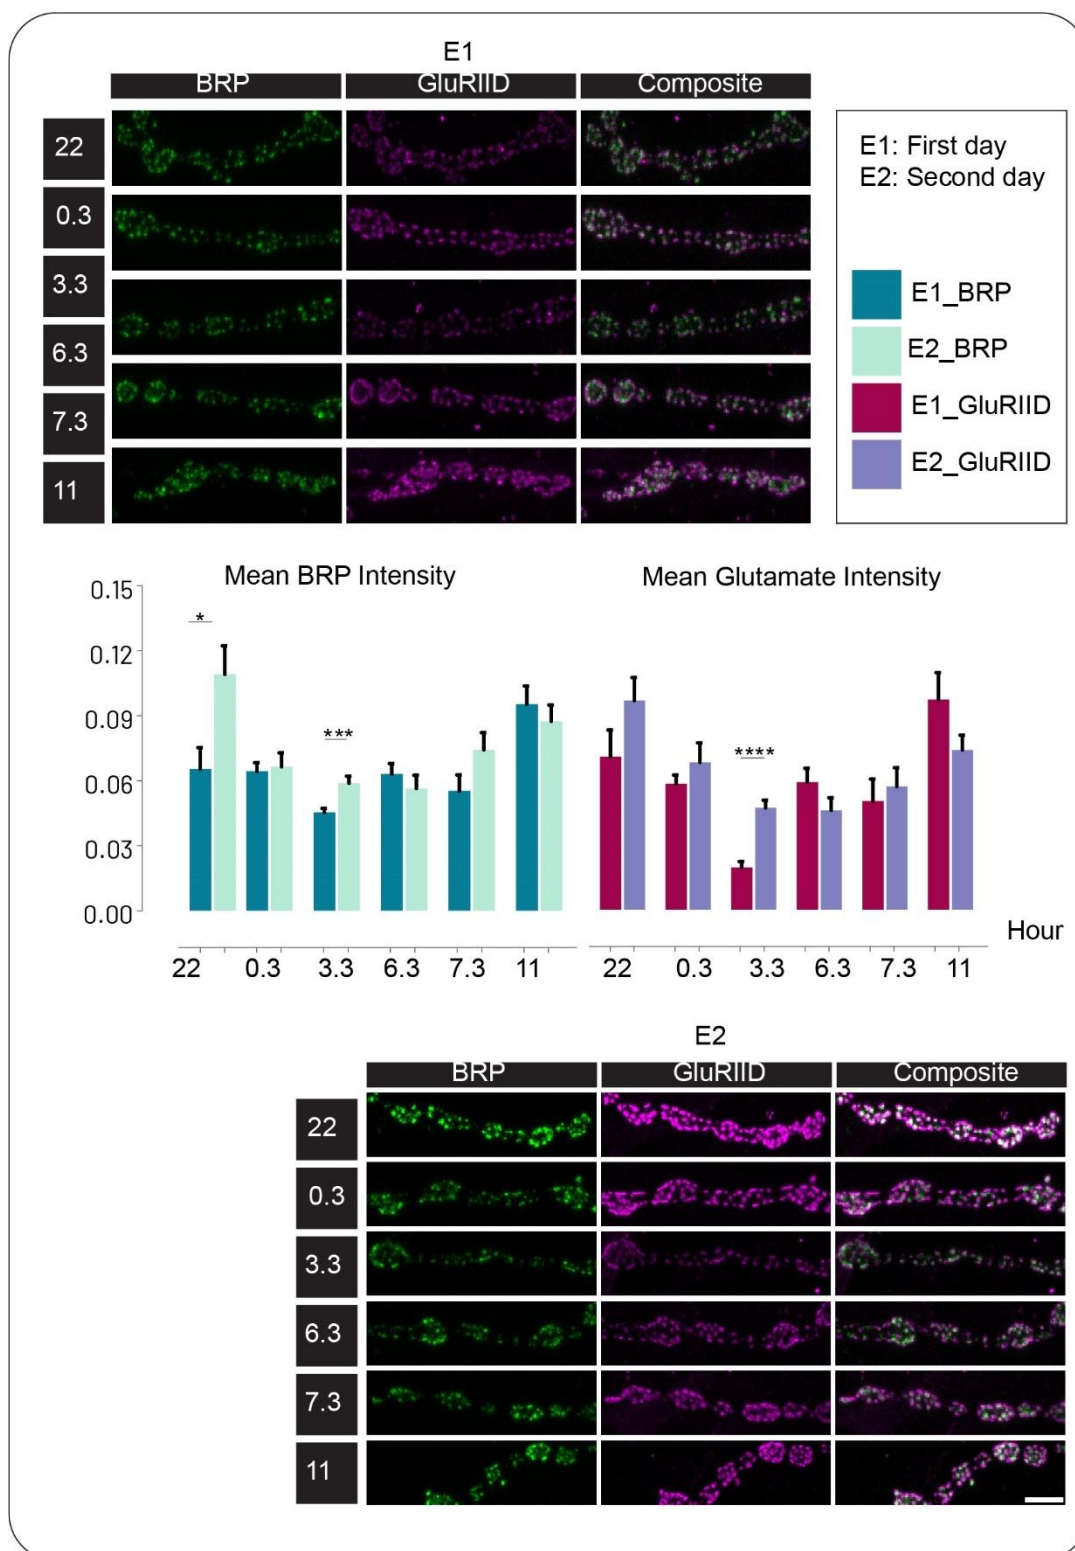 E1
BRP GluRIID Composite
22
0.3
3.3
6.3
7.3
11
E1: First day
E2: Second day
E1_BRP
E2_BRP
E1_GluRIID
E2_GluRIID
Mean BRP Intensity Mean Glutamate Intensity
0.15
0.12
0.09
0.06
0.03
0.00
*
***
****
Hour
22 0.3 3.3 6.3 7.3 11 22 0.3 3.3 6.3 7.3 11
E2
BRP GluRIID Composite
22
0.3
3.3
6.3
7.3
11